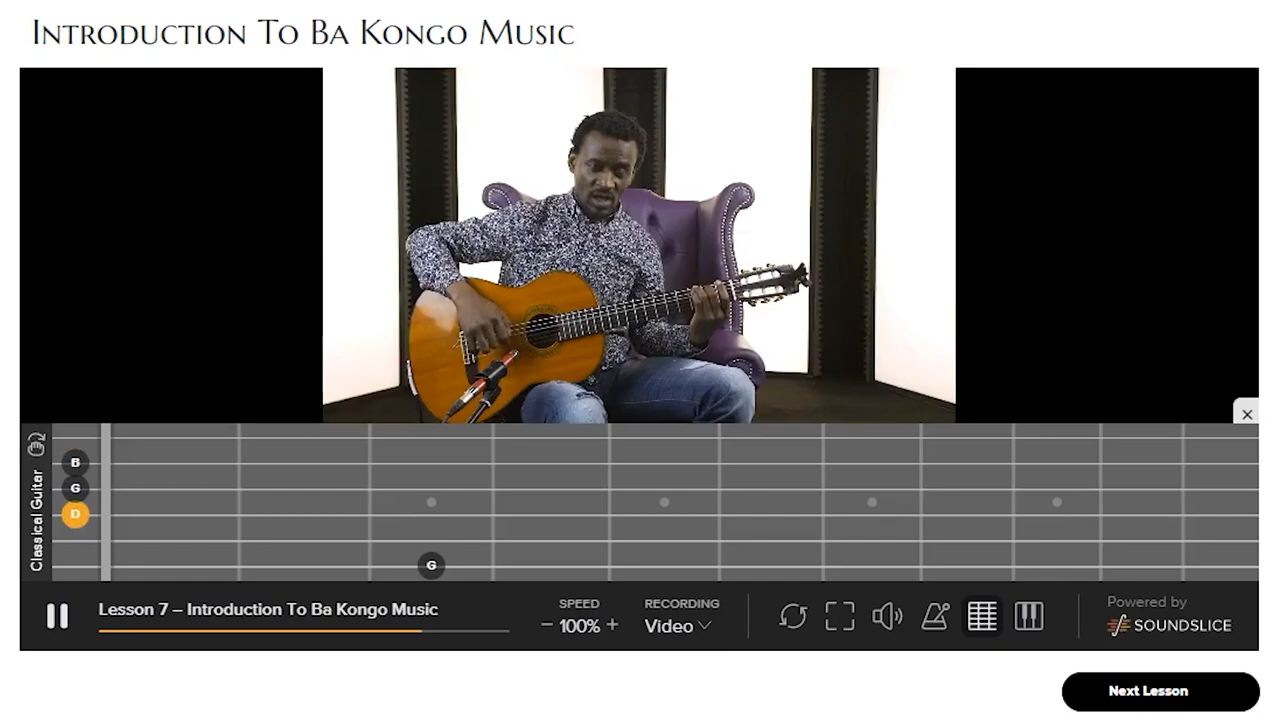 Introduction To Ba Kongo Music
Classical Guitar
B
G
D
G
Lesson 7 – Introduction To Ba Kongo Music
SPEED
− 100% +
RECORDING
Video
Powered by
SOUNDSLICE
Next Lesson